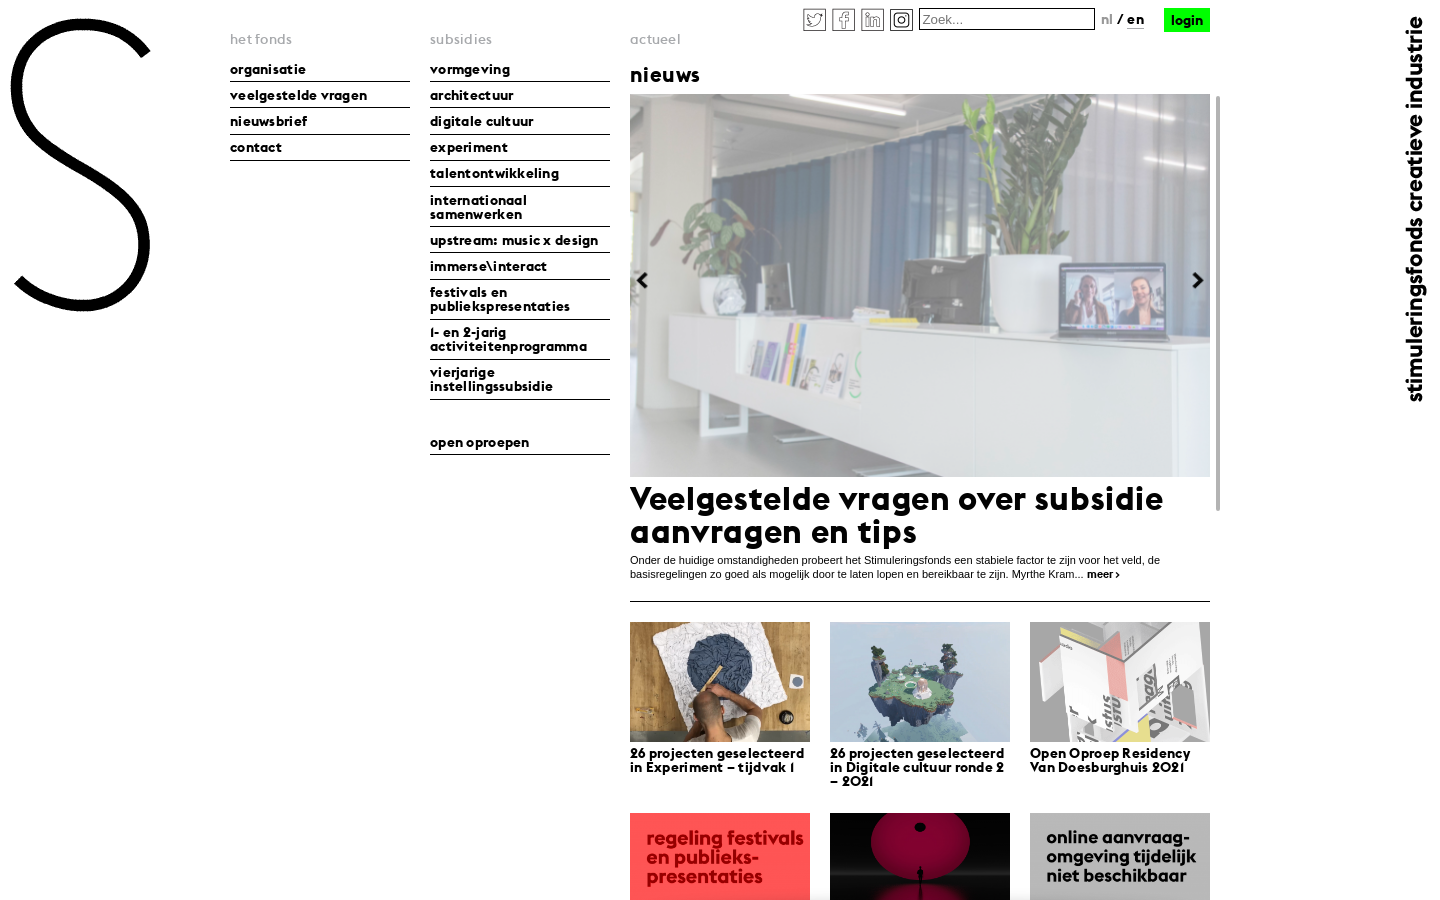 Zoek...
nl / en
login
het fonds
organisatie
veelgestelde vragen
nieuwsbrief
contact
subsidies
vormgeving
architectuur
digitale cultuur
experiment
talentontwikkeling
internationaal
samenwerken
upstream: music x design
immerse\interact
festivals en
publiekspresentaties
1- en 2-jarig
activiteitenprogramma
vierjarige
instellingssubsidie
open oproepen
actueel
nieuws
Veelgestelde vragen over subsidie
aanvragen en tips
Onder de huidige omstandigheden probeert het Stimuleringsfonds een stabiele factor te zijn voor het veld, de
basisregelingen zo goed als mogelijk door te laten lopen en bereikbaar te zijn. Myrthe Kram... meer ›
26 projecten geselecteerd
in Experiment – tijdvak 1
26 projecten geselecteerd
in Digitale cultuur ronde 2
– 2021
Open Oproep Residency
Van Doesburghuis 2021
regeling festivals
en publieks-
presentaties
online aanvraag-
omgeving tijdelijk
niet beschikbaar
stimuleringsfonds creatieve industrie